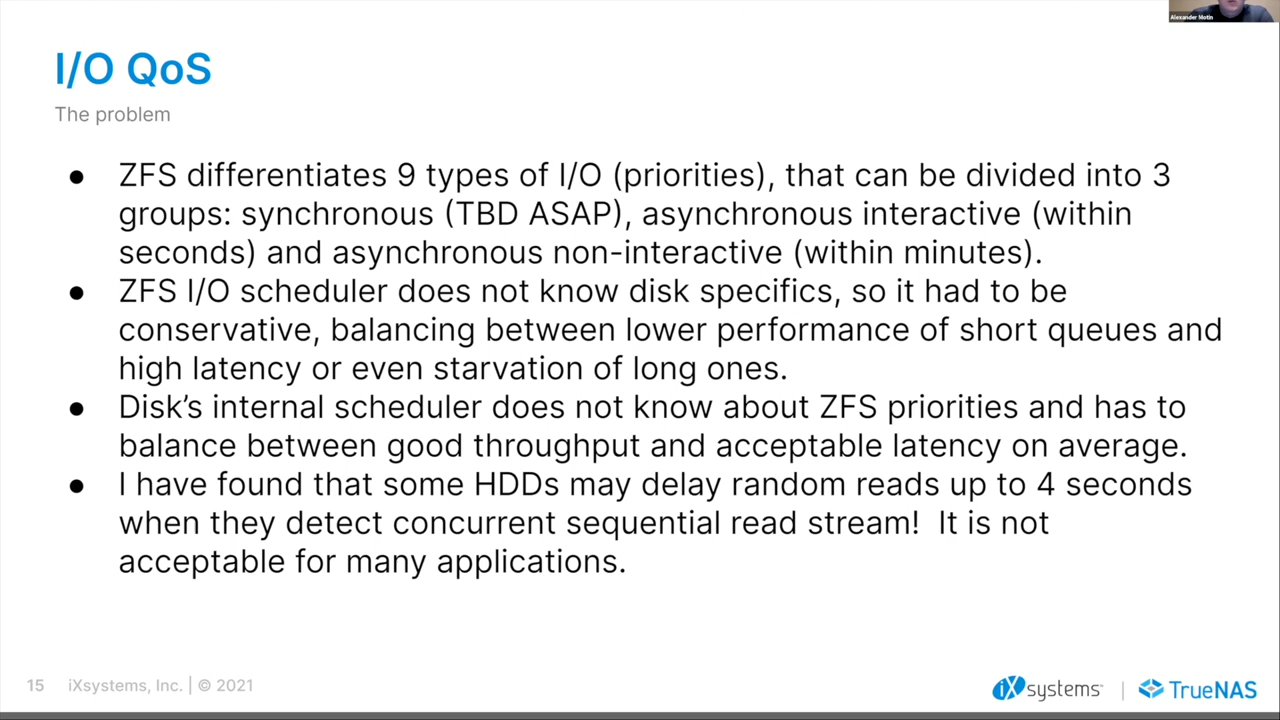 Alexander Motin
I/O QoS
The problem
● ZFS differentiates 9 types of I/O (priorities), that can be divided into 3
groups: synchronous (TBD ASAP), asynchronous interactive (within
seconds) and asynchronous non-interactive (within minutes).
● ZFS I/O scheduler does not know disk specifics, so it had to be
conservative, balancing between lower performance of short queues and
high latency or even starvation of long ones.
● Disk’s internal scheduler does not know about ZFS priorities and has to
balance between good throughput and acceptable latency on average.
● I have found that some HDDs may delay random reads up to 4 seconds
when they detect concurrent sequential read stream!  It is not
acceptable for many applications.
15 iXsystems, Inc. | © 2021
iXsystems | TrueNAS